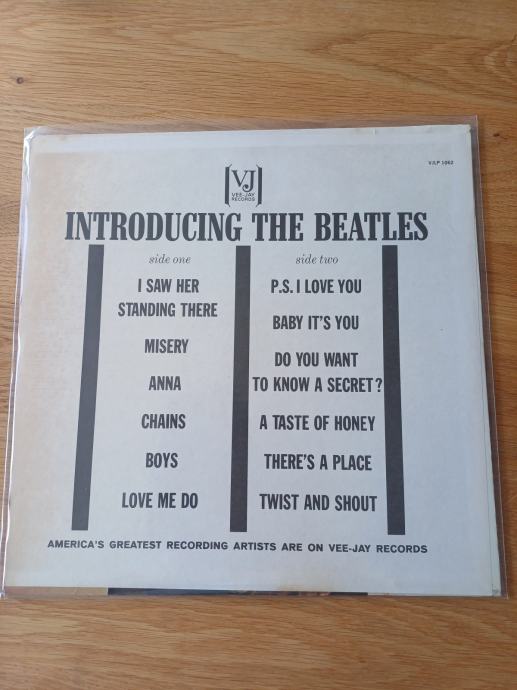 VJLP 1062
VJ
VEE-JAY
RECORDS
INTRODUCING THE BEATLES
side one
I SAW HER
STANDING THERE
MISERY
ANNA
CHAINS
BOYS
LOVE ME DO
side two
P.S. I LOVE YOU
BABY IT'S YOU
DO YOU WANT
TO KNOW A SECRET?
A TASTE OF HONEY
THERE'S A PLACE
TWIST AND SHOUT
AMERICA'S GREATEST RECORDING ARTISTS ARE ON VEE-JAY RECORDS